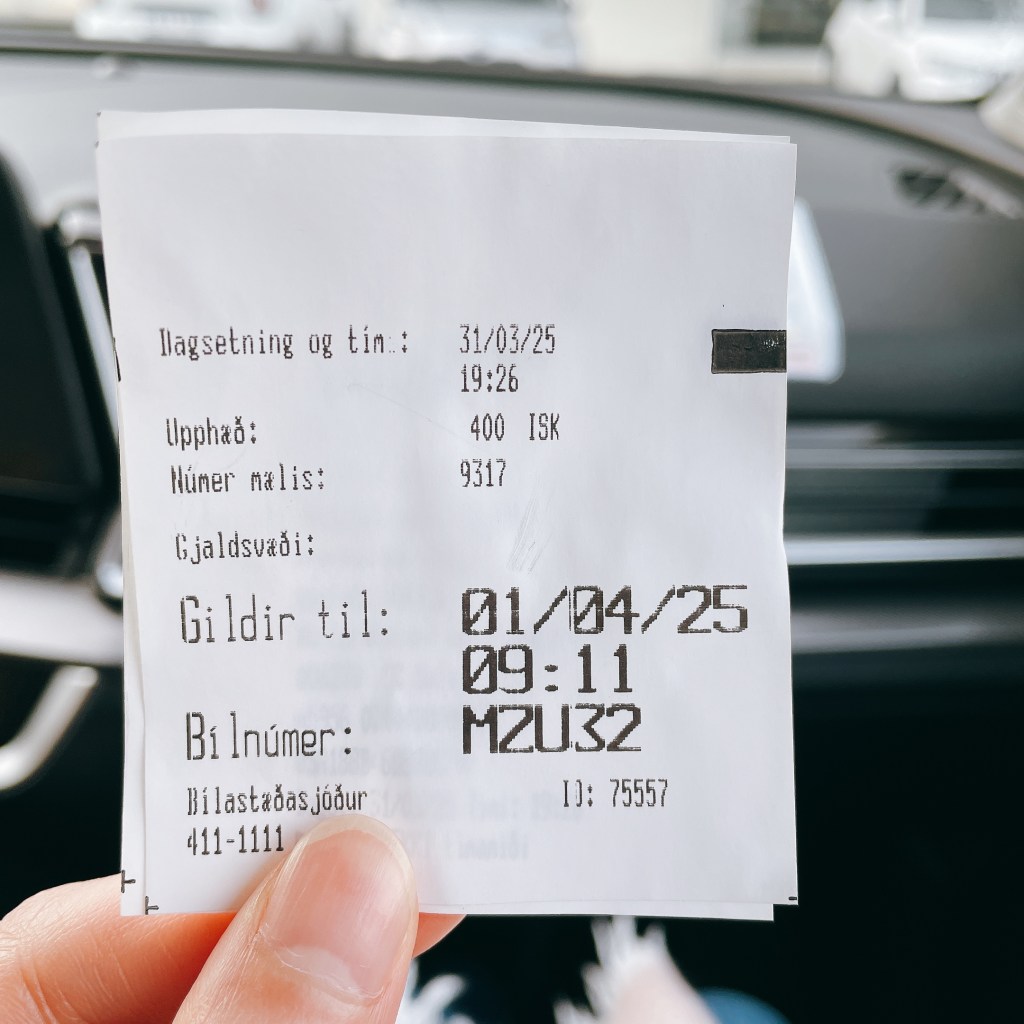 Dagsetning og tím.: 31/03/25
19:26
Upphæð: 400 ISK
Númer mælis: 9317
Gjaldsvæði:
Gildir til: 01/04/25
09:11
Bílnúmer: MZU32
Bílastæðasjóður ID: 75557
411-1111